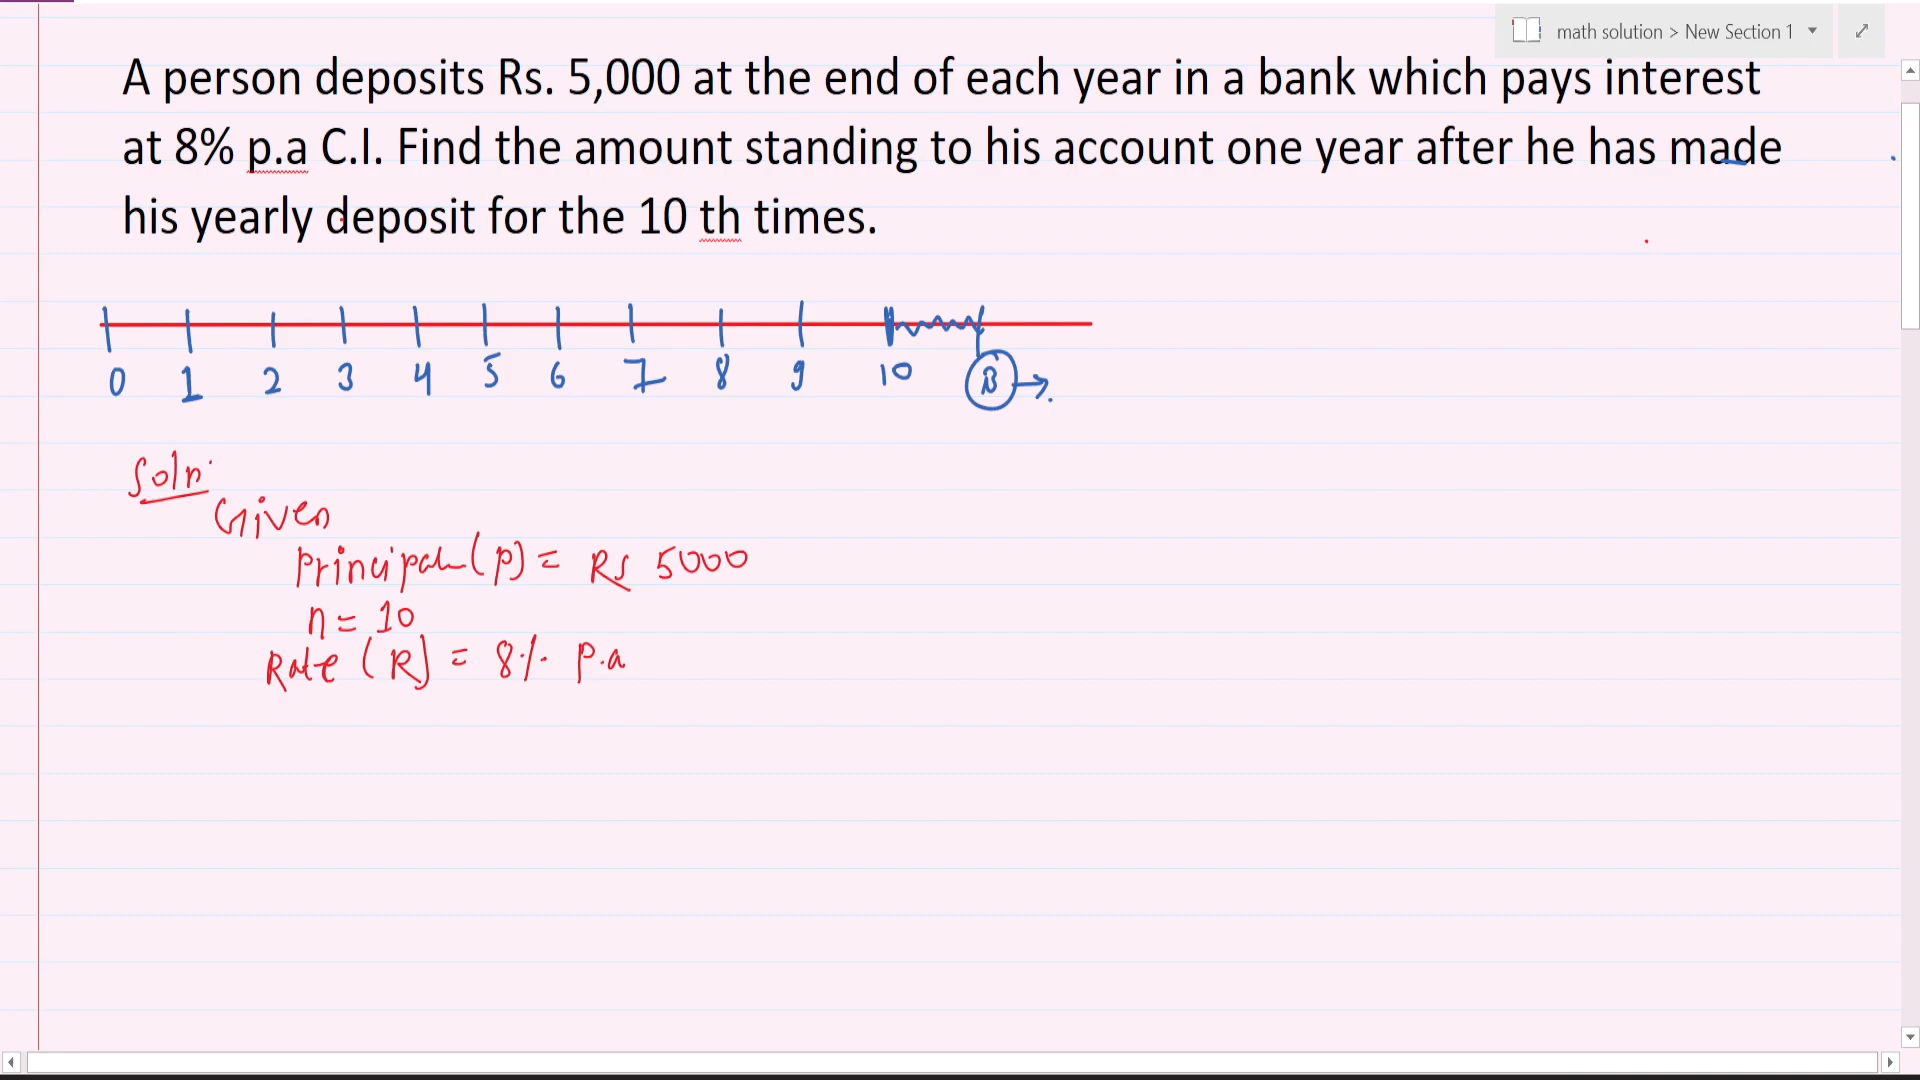 math solution > New Section 1
A person deposits Rs. 5,000 at the end of each year in a bank which pays interest
at 8% p.a C.I. Find the amount standing to his account one year after he has made
his yearly deposit for the 10 th times.
0 1 2 3 4 5 6 7 8 9 10 B
Soln.
Given
Principal (p) = Rs 5000
n = 10
Rate (R) = 8% p.a